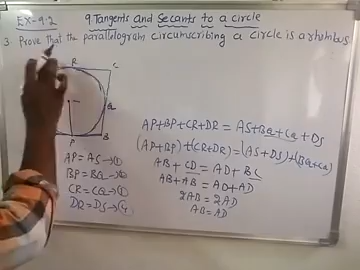 EX-9.2
9.Tangents and Secants to a circle
3. Prove that the parallelogram circumscribing a circle is a rhombus
R C
Q
P B
AP = AS → ①
BP = BQ → ②
CR = CQ → ③
DR = DS → ④
AP+BP+CR+DR = AS+BQ+CQ+DS
(AP+BP)+(CR+DR)=(AS+DS)+(BQ+CQ)
AB + CD = AD + BC
AB+AB = AD+AD
2AB = 2AD
AB = AD